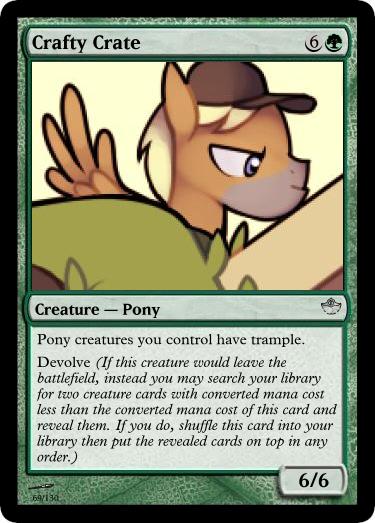 Crafty Crate 6
Creature — Pony
Pony creatures you control have trample.
Devolve (If this creature would leave the
battlefield, instead you may search your library
for two creature cards with converted mana cost
less than the converted mana cost of this card and
reveal them. If you do, shuffle this card into your
library then put the revealed cards on top in any
order.)
6/6
69/130